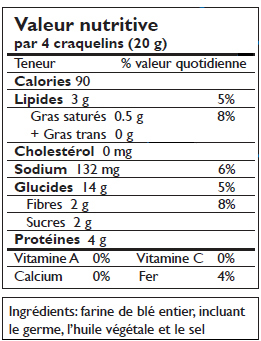 Valeur nutritive
par 4 craquelins (20 g)
Teneur % valeur quotidienne
Calories 90
Lipides 3 g 5%
Gras saturés 0.5 g 8%
+ Gras trans 0 g
Cholestérol 0 mg
Sodium 132 mg 6%
Glucides 14 g 5%
Fibres 2 g 8%
Sucres 2 g
Protéines 4 g
Vitamine A 0% Vitamine C 0%
Calcium 0% Fer 4%
Ingrédients: farine de blé entier, incluant
le germe, l'huile végétale et le sel